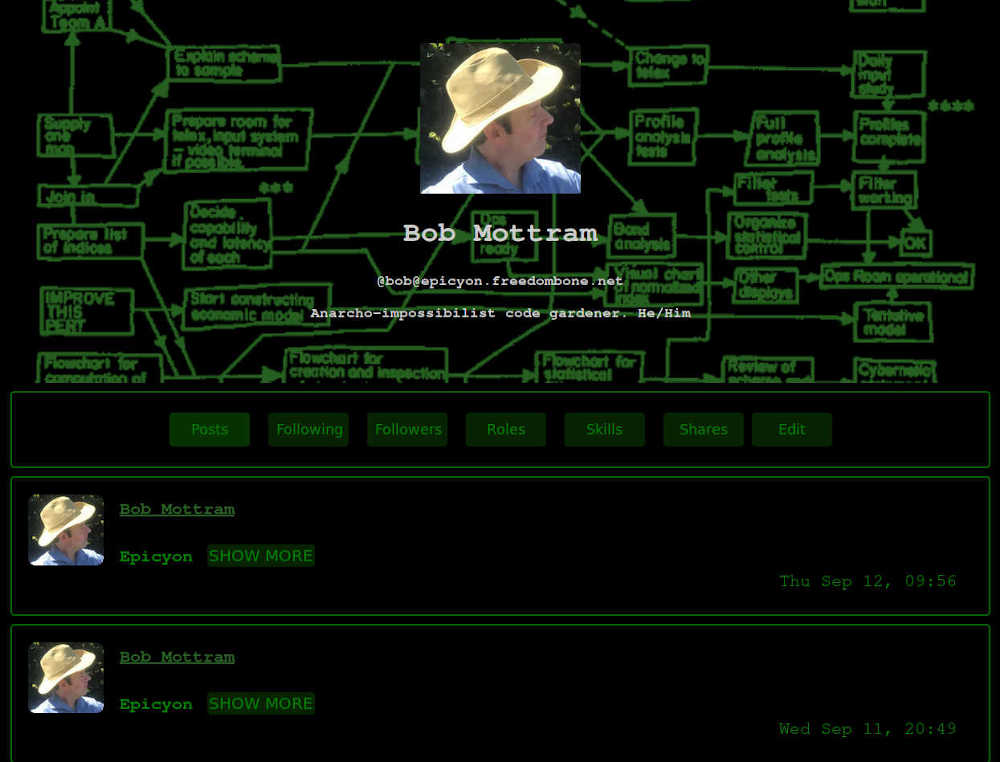 Appoint
Team A
Explain scheme
to sample
Change to
telex
Daily
input
study
****
Supply
one
man
Prepare room for
telex, input system
– video terminal
if possible
Profile
analysis
tests
Full
profile
analysis
Profiles
complete
Join in
***
Filter
tests
Filter
working
Prepare list
of indices
Decide
capability
and latency
of each
Ops
ready
Band
analysis
Organize
statistical
control
OK
Bob Mottram
@bob@epicyon.freedombone.net
Visual chart
of normalized
index
Other
displays
Ops Room operational
IMPROVE
THIS
PERT
Start constructing
economic model
Anarcho-impossibilist code gardener. He/Him
Tentative
model
Flowchart for
computation of
Flowchart for
creation and inspection
Flowchart for
statistical
Review of
scheme and
Cybernetic
Posts Following Followers Roles Skills Shares Edit
Bob Mottram
Epicyon SHOW MORE
Thu Sep 12, 09:56
Bob Mottram
Epicyon SHOW MORE
Wed Sep 11, 20:49